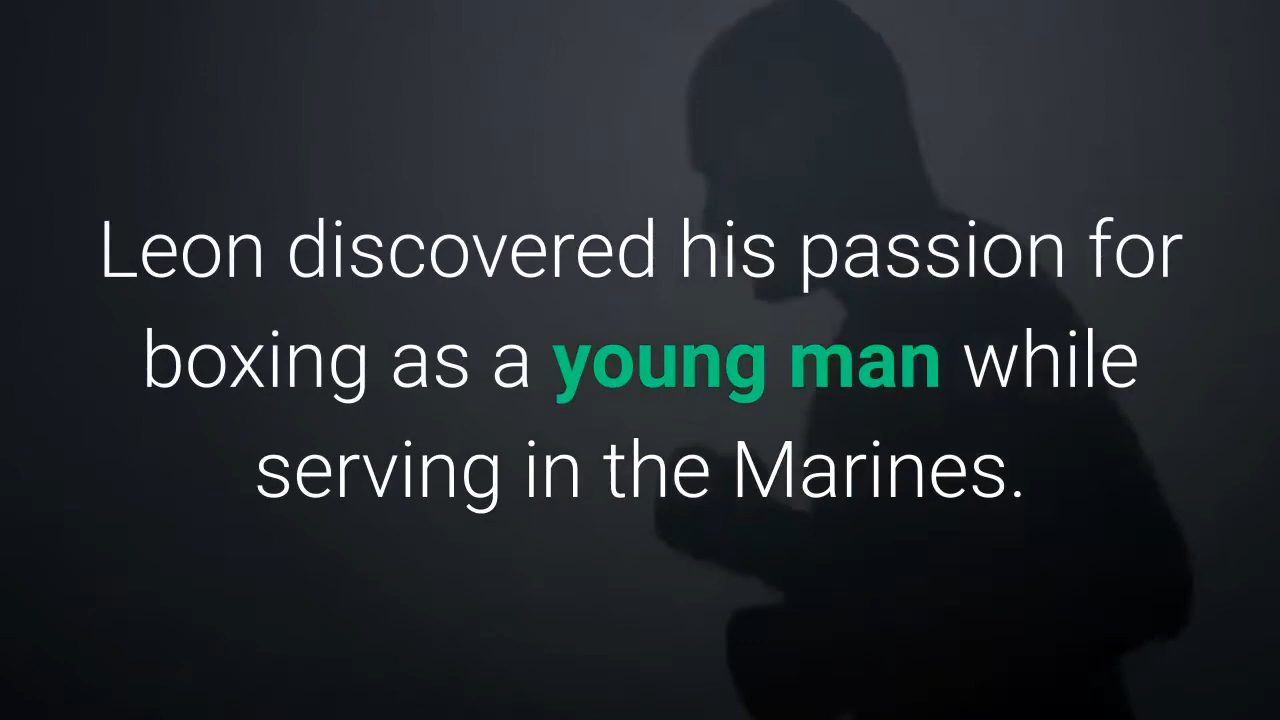 Leon discovered his passion for
boxing as a young man while
serving in the Marines.